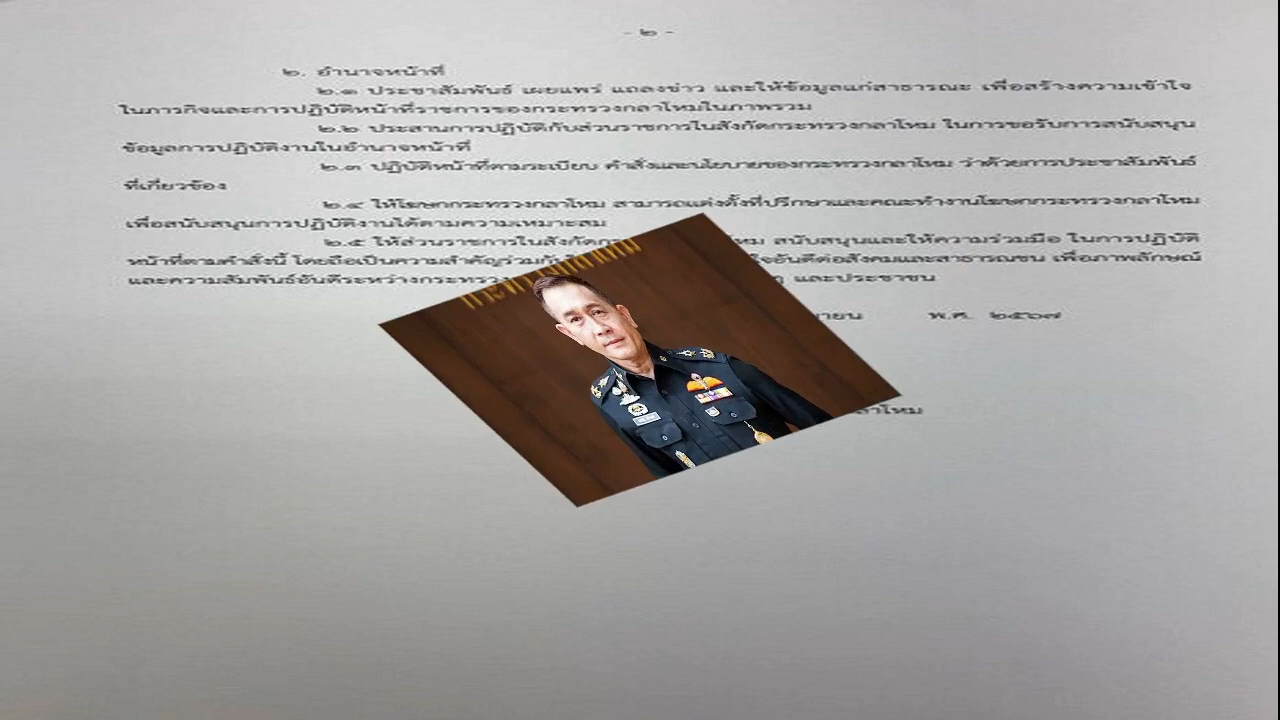 - ๒ -
๒. อำนาจหน้าที่
๒.๑ ประชาสัมพันธ์ เผยแพร่ แถลงข่าว และให้ข้อมูลแก่สาธารณะ เพื่อสร้างความเข้าใจ
ในภารกิจและการปฏิบัติหน้าที่ราชการของกระทรวงกลาโหมในภาพรวม
๒.๒ ประสานการปฏิบัติกับส่วนราชการในสังกัดกระทรวงกลาโหม ในการขอรับการสนับสนุน
ข้อมูลการปฏิบัติงานในอำนาจหน้าที่
๒.๓ ปฏิบัติหน้าที่ตามระเบียบ คำสั่งและนโยบายของกระทรวงกลาโหม ว่าด้วยการประชาสัมพันธ์
ที่เกี่ยวข้อง
๒.๔ ให้โฆษกกระทรวงกลาโหม สามารถแต่งตั้งที่ปรึกษาและคณะทำงานโฆษกกระทรวงกลาโหม
เพื่อสนับสนุนการปฏิบัติงานได้ตามความเหมาะสม
๒.๕ ให้ส่วนราชการในสังกัด สนับสนุนและให้ความร่วมมือ ในการปฏิบัติ
หน้าที่ตามคำสั่งนี้ โดยถือเป็นความสำคัญร่วมกัน อันดีต่อสังคมและสาธารณชน เพื่อภาพลักษณ์
และความสัมพันธ์อันดีระหว่างกระทรวง และประชาชน
พ.ศ. ๒๕๖๗